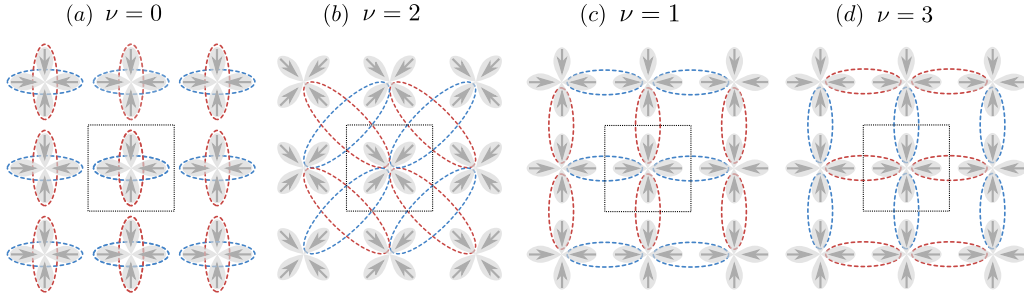 (a) ν = 0
(b) ν = 2
(c) ν = 1
(d) ν = 3